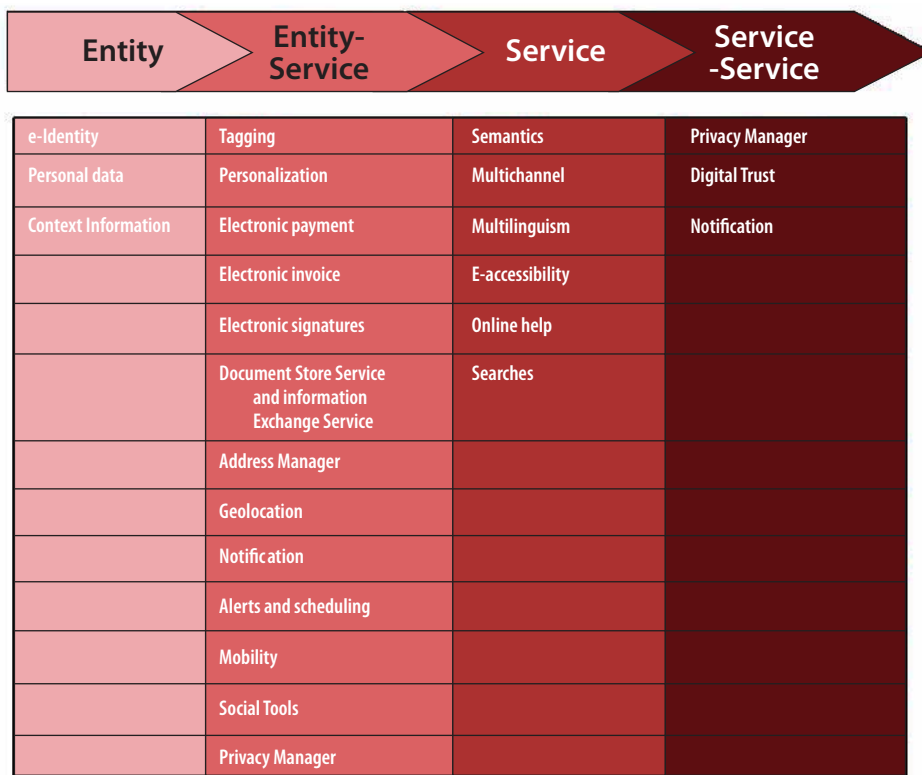 Entity
Entity-
Service
Service
Service
-Service
e-Identity
Tagging
Semantics
Privacy Manager
Personal data
Personalization
Multichannel
Digital Trust
Context Information
Electronic payment
Multilinguism
Notification
Electronic invoice
E-accessibility
Electronic signatures
Online help
Document Store Service
and information
Exchange Service
Searches
Address Manager
Geolocation
Notification
Alerts and scheduling
Mobility
Social Tools
Privacy Manager